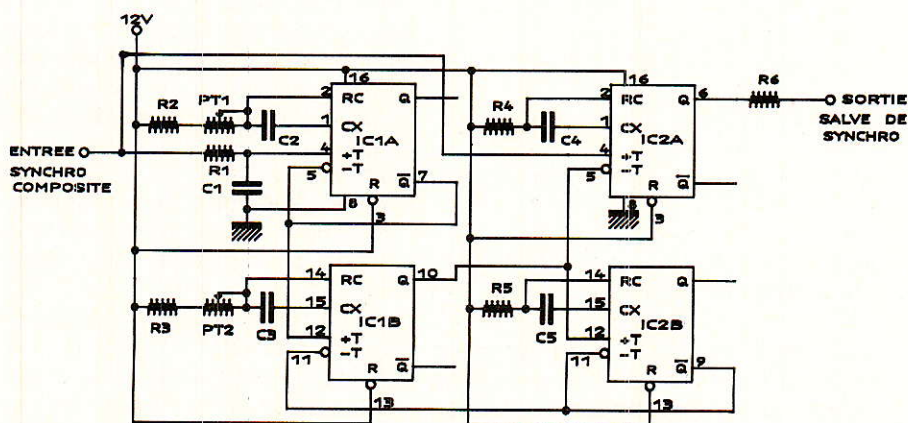 12V
16
16
R2
PT1
2
RC
Q
R4
2
RC
Q
6
R6
SORTIE
SALVE DE
SYNCHRO
1
CX
C2
IC1A
1
CX
C4
IC2A
ENTREE
SYNCHRO
COMPOSITE
R1
4
+T
5
-T
7
R
Q
4
+T
5
-T
R
Q
C1
8
3
8
3
14
RC
Q
10
14
RC
Q
R3
PT2
C3
15
CX
IC1B
R5
C5
15
CX
IC2B
12
+T
11
-T
R
Q
12
+T
11
-T
R
Q
9
13
13